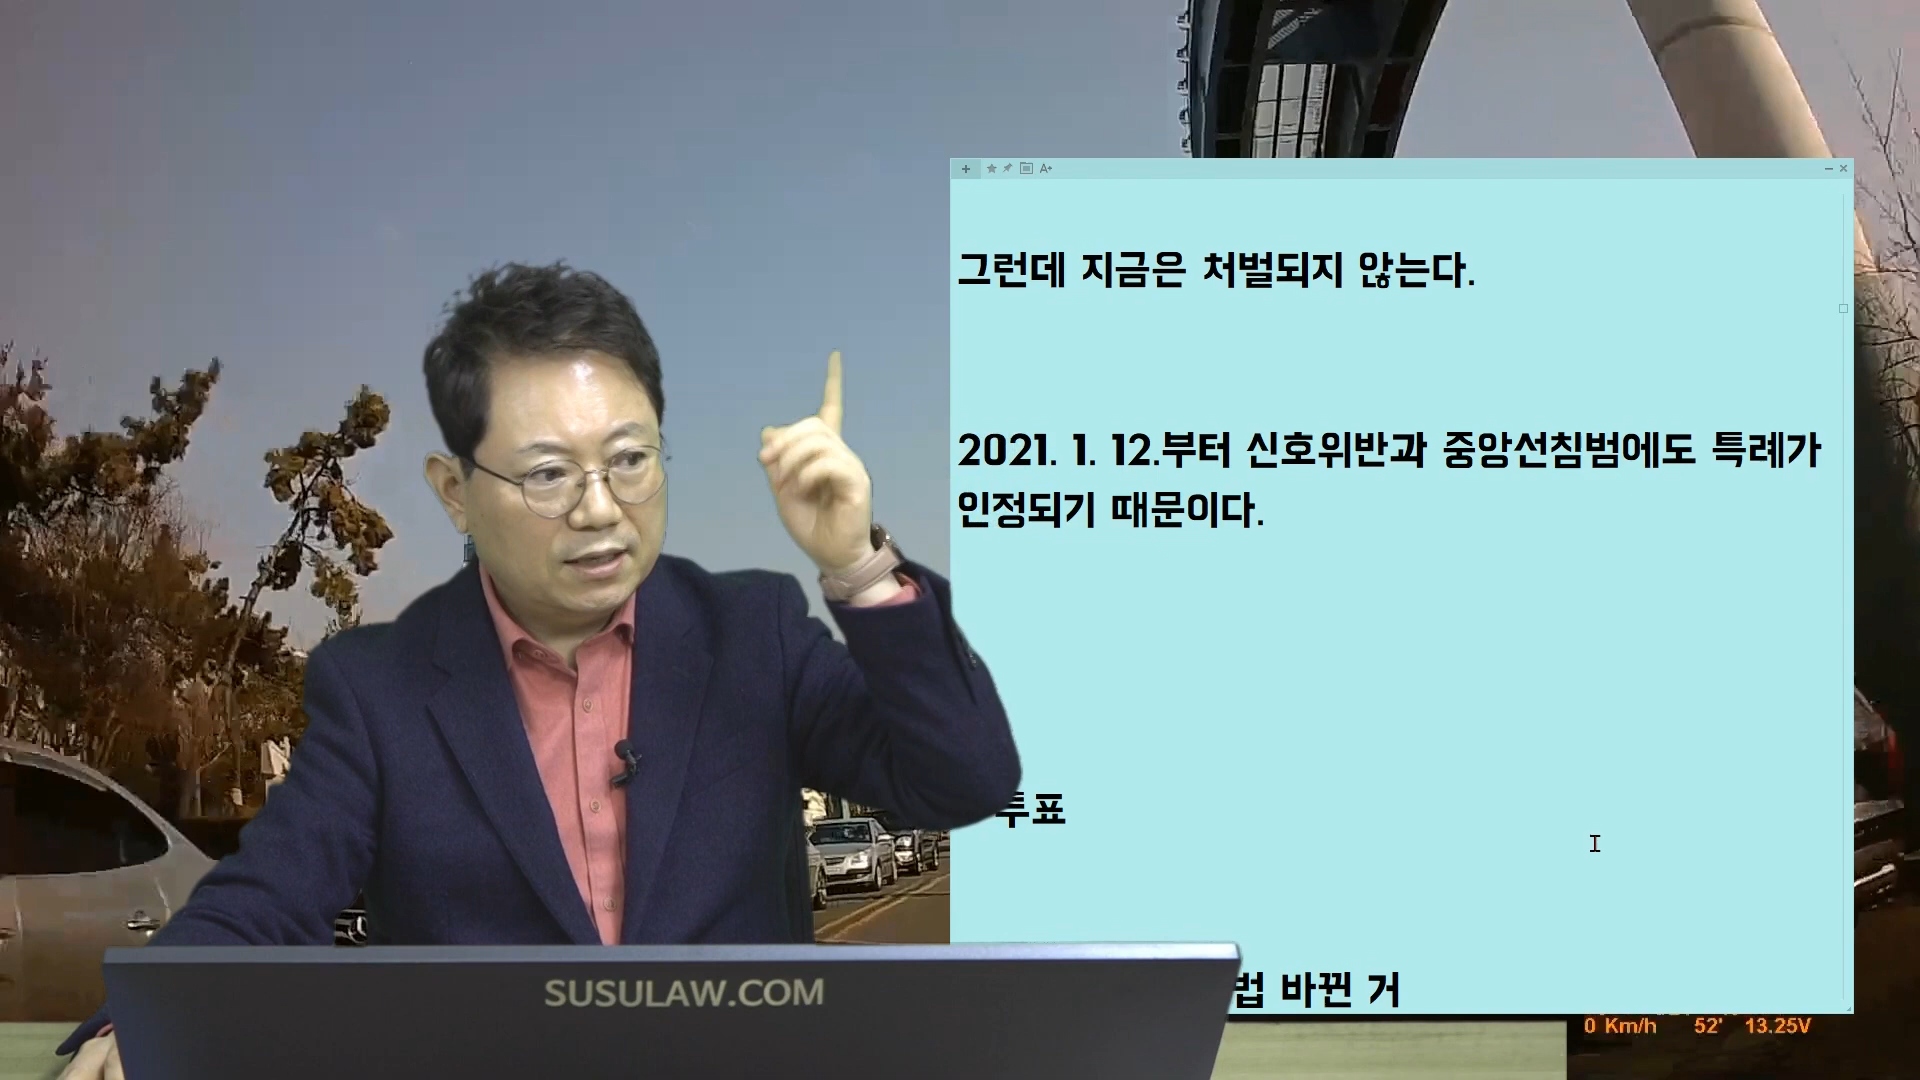 A+
그런데 지금은 처벌되지 않는다.
2021. 1. 12.부터 신호위반과 중앙선침범에도 특례가
인정되기 때문이다.
투표
법 바뀐 거
SUSULAW.COM
0 Km/h 52' 13.25V